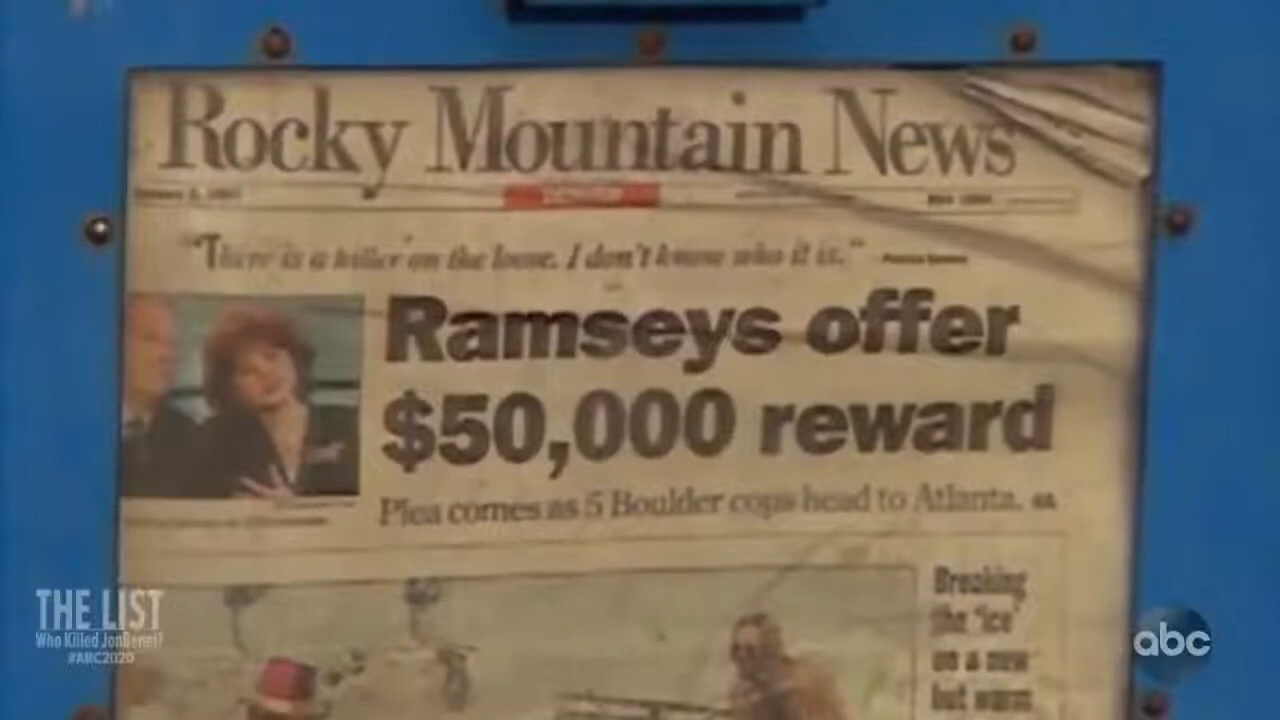 Rocky Mountain News
"There is a killer on the loose. I don't know who it is."
Ramseys offer
$50,000 reward
Plea comes as 5 Boulder cops head to Atlanta.
Breaking
the 'ice'
on a new
but warm
THE LIST
Who Killed JonBenet?
#ABC2020
abc